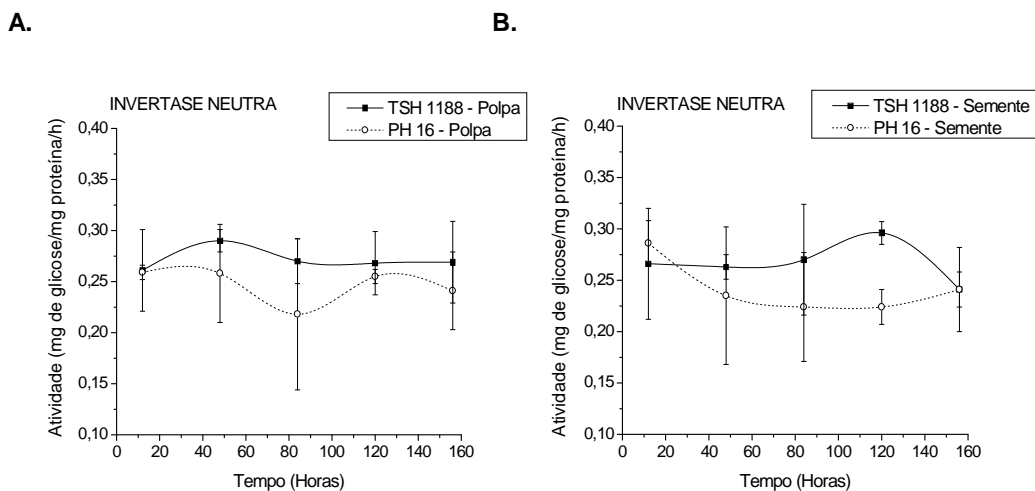 A.
INVERTASE NEUTRA
TSH 1188 - Polpa
PH 16 - Polpa
Atividade (mg de glicose/mg proteína/h)
0,40
0,35
0,30
0,25
0,20
0,15
0,10
0 20 40 60 80 100 120 140 160
Tempo (Horas)
B.
INVERTASE NEUTRA
TSH 1188 - Semente
PH 16 - Semente
Atividade (mg de glicose/mg proteína/h)
0,40
0,35
0,30
0,25
0,20
0,15
0,10
0 20 40 60 80 100 120 140 160
Tempo (Horas)